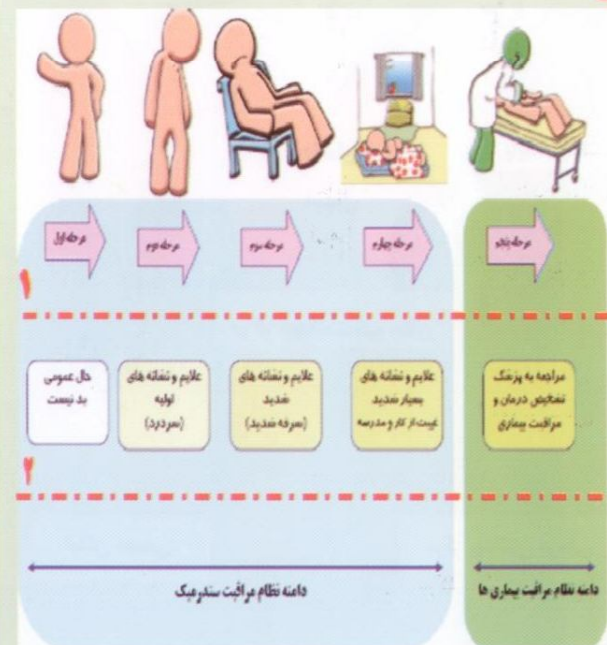 مرحله اول
مرحله دوم
مرحله سوم
مرحله چهارم
مرحله پنجم
۱
حال عمومی
بد نیست
علایم و نشانه های
اولیه
(سردرد)
علایم و نشانه های
شدید
(سرفه شدید)
علایم و نشانه های
بسیار شدید
غیبت از کار و مدرسه
مراجعه به پزشک
تشخیص درمان و
مراقبت بیماری
۲
دامنه نظام مراقبت سندرمیک
دامنه نظام مراقبت بیماری ها